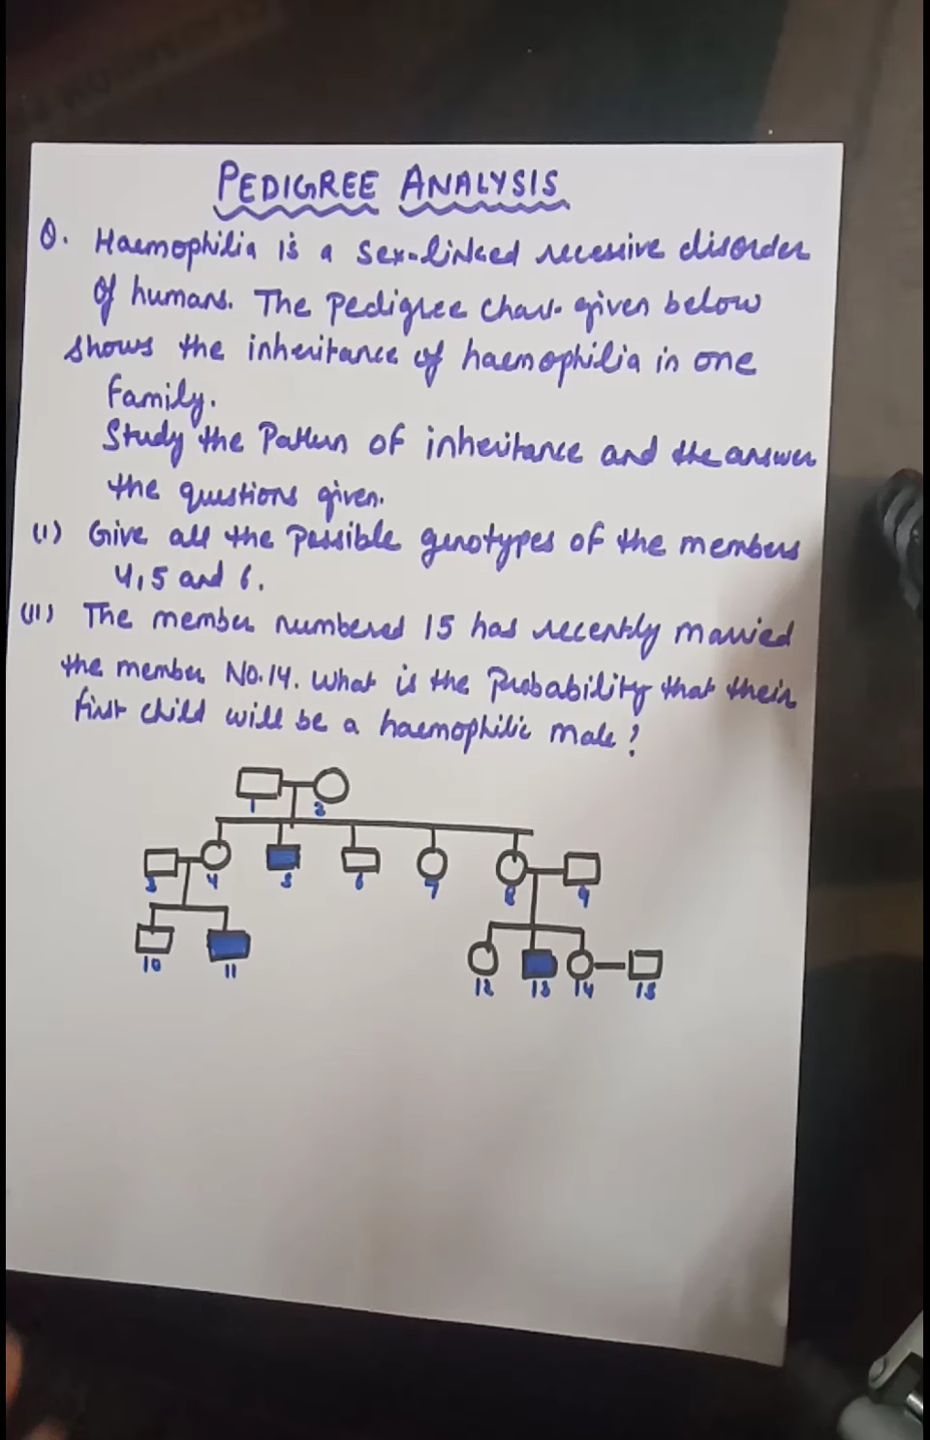 PEDIGREE ANALYSIS
Q. Haemophilia is a sex-linked recessive disorder
of humans. The Pedigree chart given below
shows the inheritance of haemophilia in one
family.
Study the Pattern of inheritance and the answer
the questions given.
(I) Give all the possible genotypes of the members
4,5 and 6.
(II) The member numbered 15 has recently married
the member No.14. What is the Probability that their
first child will be a haemophilic male?
1 2
3 4 5 6 7 8 9
10 11 12 13 14 15